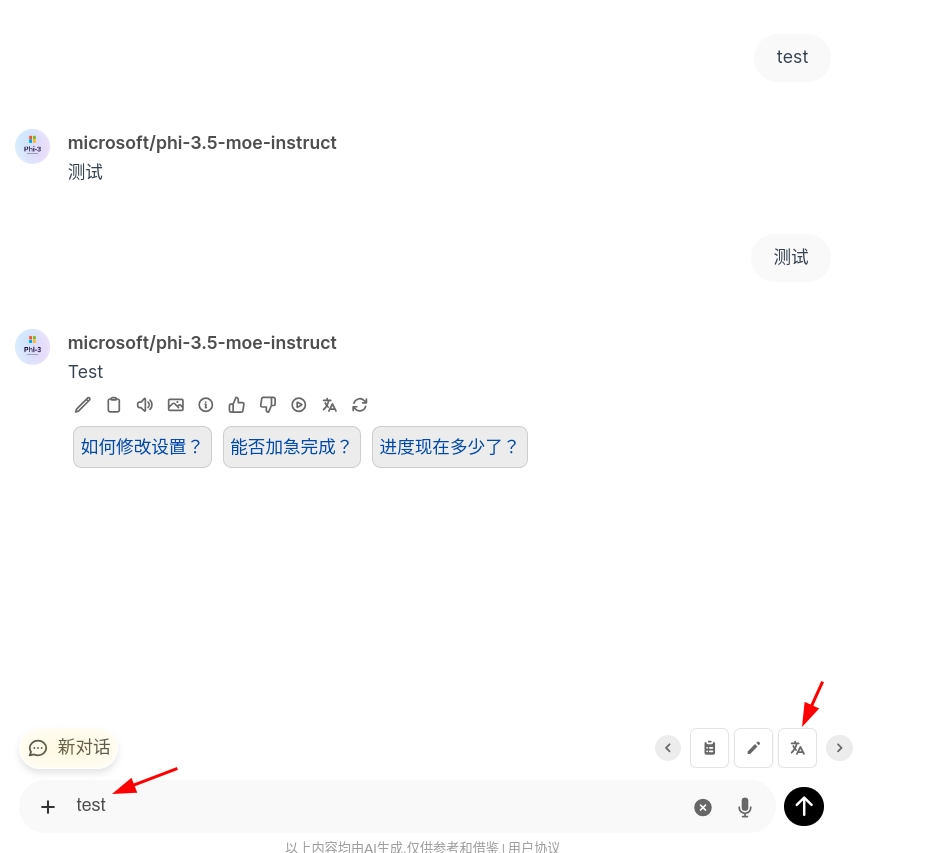 test
Phi-3
microsoft/phi-3.5-moe-instruct
测试
测试
Phi-3
microsoft/phi-3.5-moe-instruct
Test
如何修改设置？ 能否加急完成？ 进度现在多少了？
新对话
test
以上内容均由AI生成,仅供参考和借鉴 | 用户协议